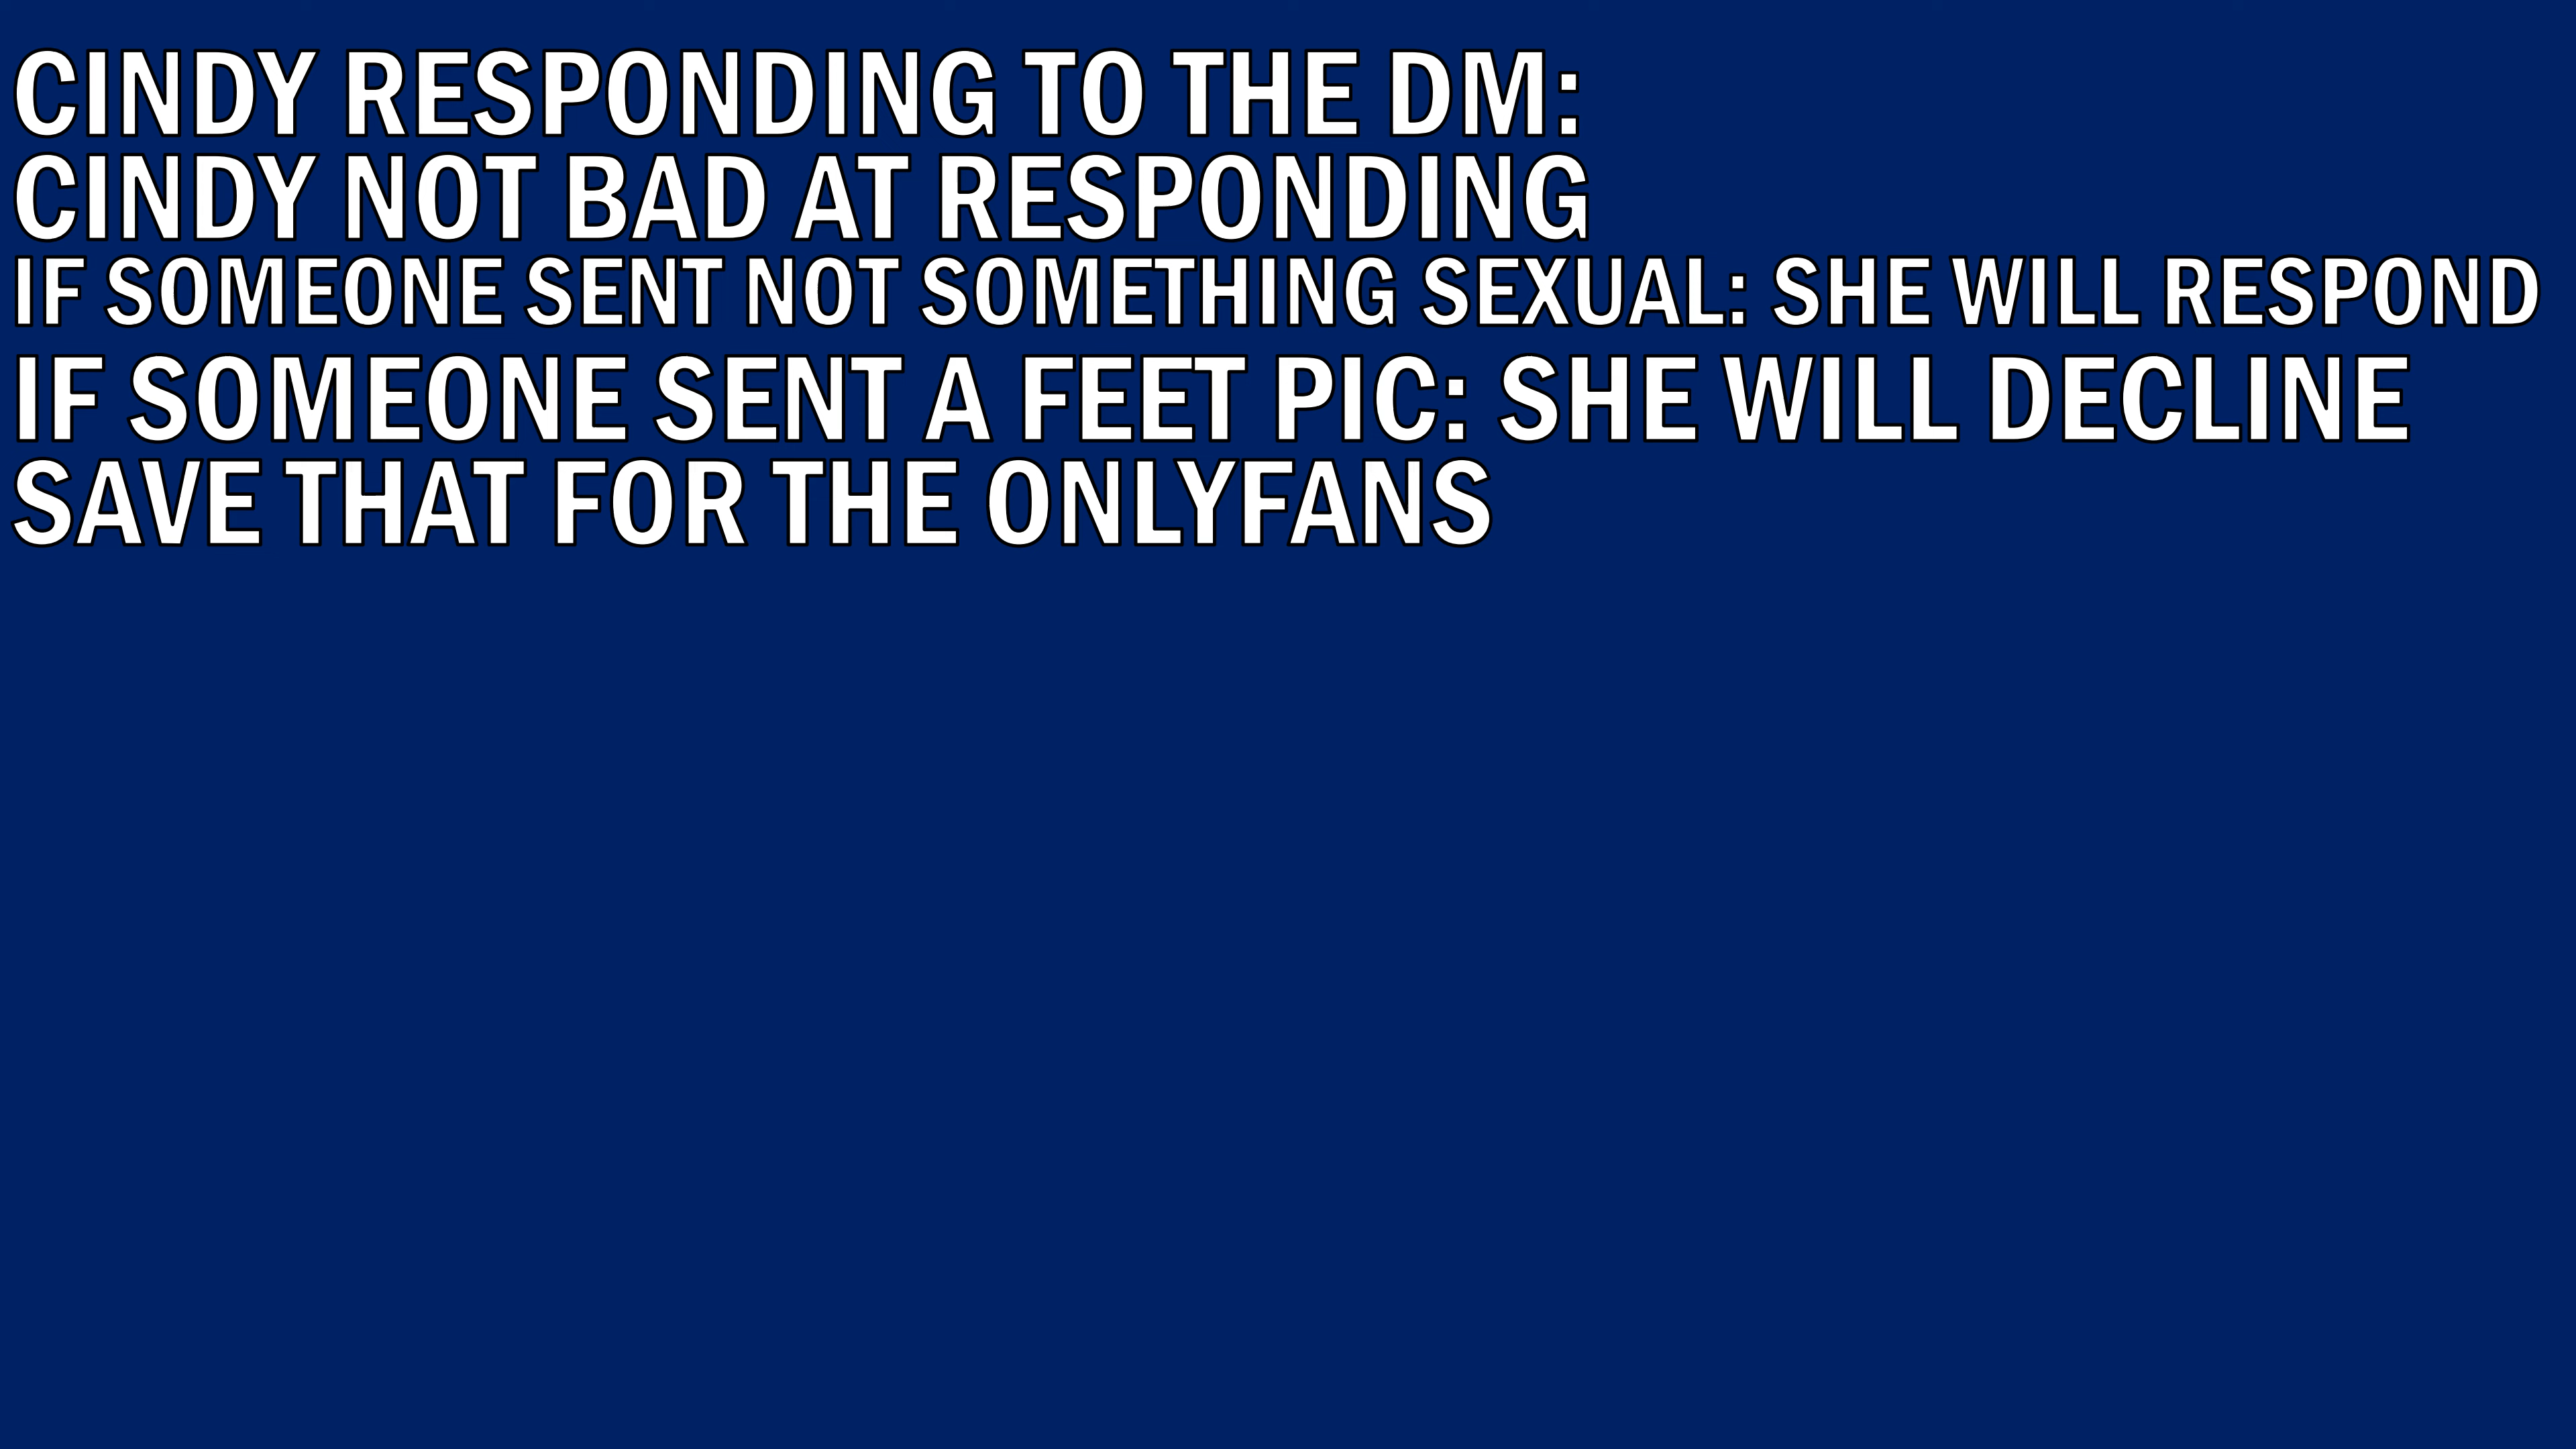 CINDY RESPONDING TO THE DM:
CINDY NOT BAD AT RESPONDING
IF SOMEONE SENT NOT SOMETHING SEXUAL: SHE WILL RESPOND
IF SOMEONE SENT A FEET PIC: SHE WILL DECLINE
SAVE THAT FOR THE ONLYFANS